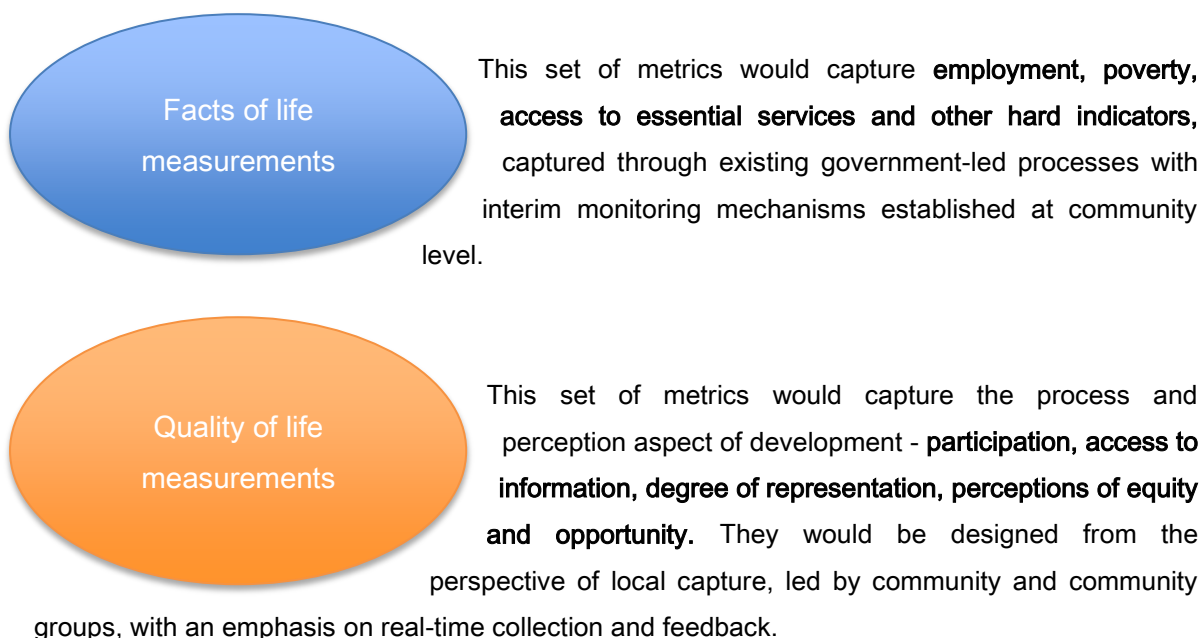 Facts of life
measurements
This set of metrics would capture employment, poverty,
access to essential services and other hard indicators,
captured through existing government-led processes with
interim monitoring mechanisms established at community
level.
Quality of life
measurements
This set of metrics would capture the process and
perception aspect of development - participation, access to
information, degree of representation, perceptions of equity
and opportunity. They would be designed from the
perspective of local capture, led by community and community
groups, with an emphasis on real-time collection and feedback.